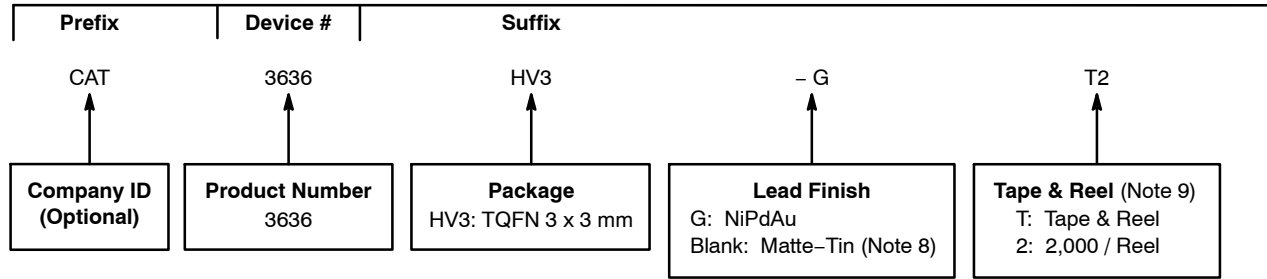 Prefix Device # Suffix
CAT 3636 HV3 – G T2
Company ID
(Optional)
Product Number
3636
Package
HV3: TQFN 3 x 3 mm
Lead Finish
G: NiPdAu
Blank: Matte–Tin (Note 8)
Tape & Reel (Note 9)
T: Tape & Reel
2: 2,000 / Reel